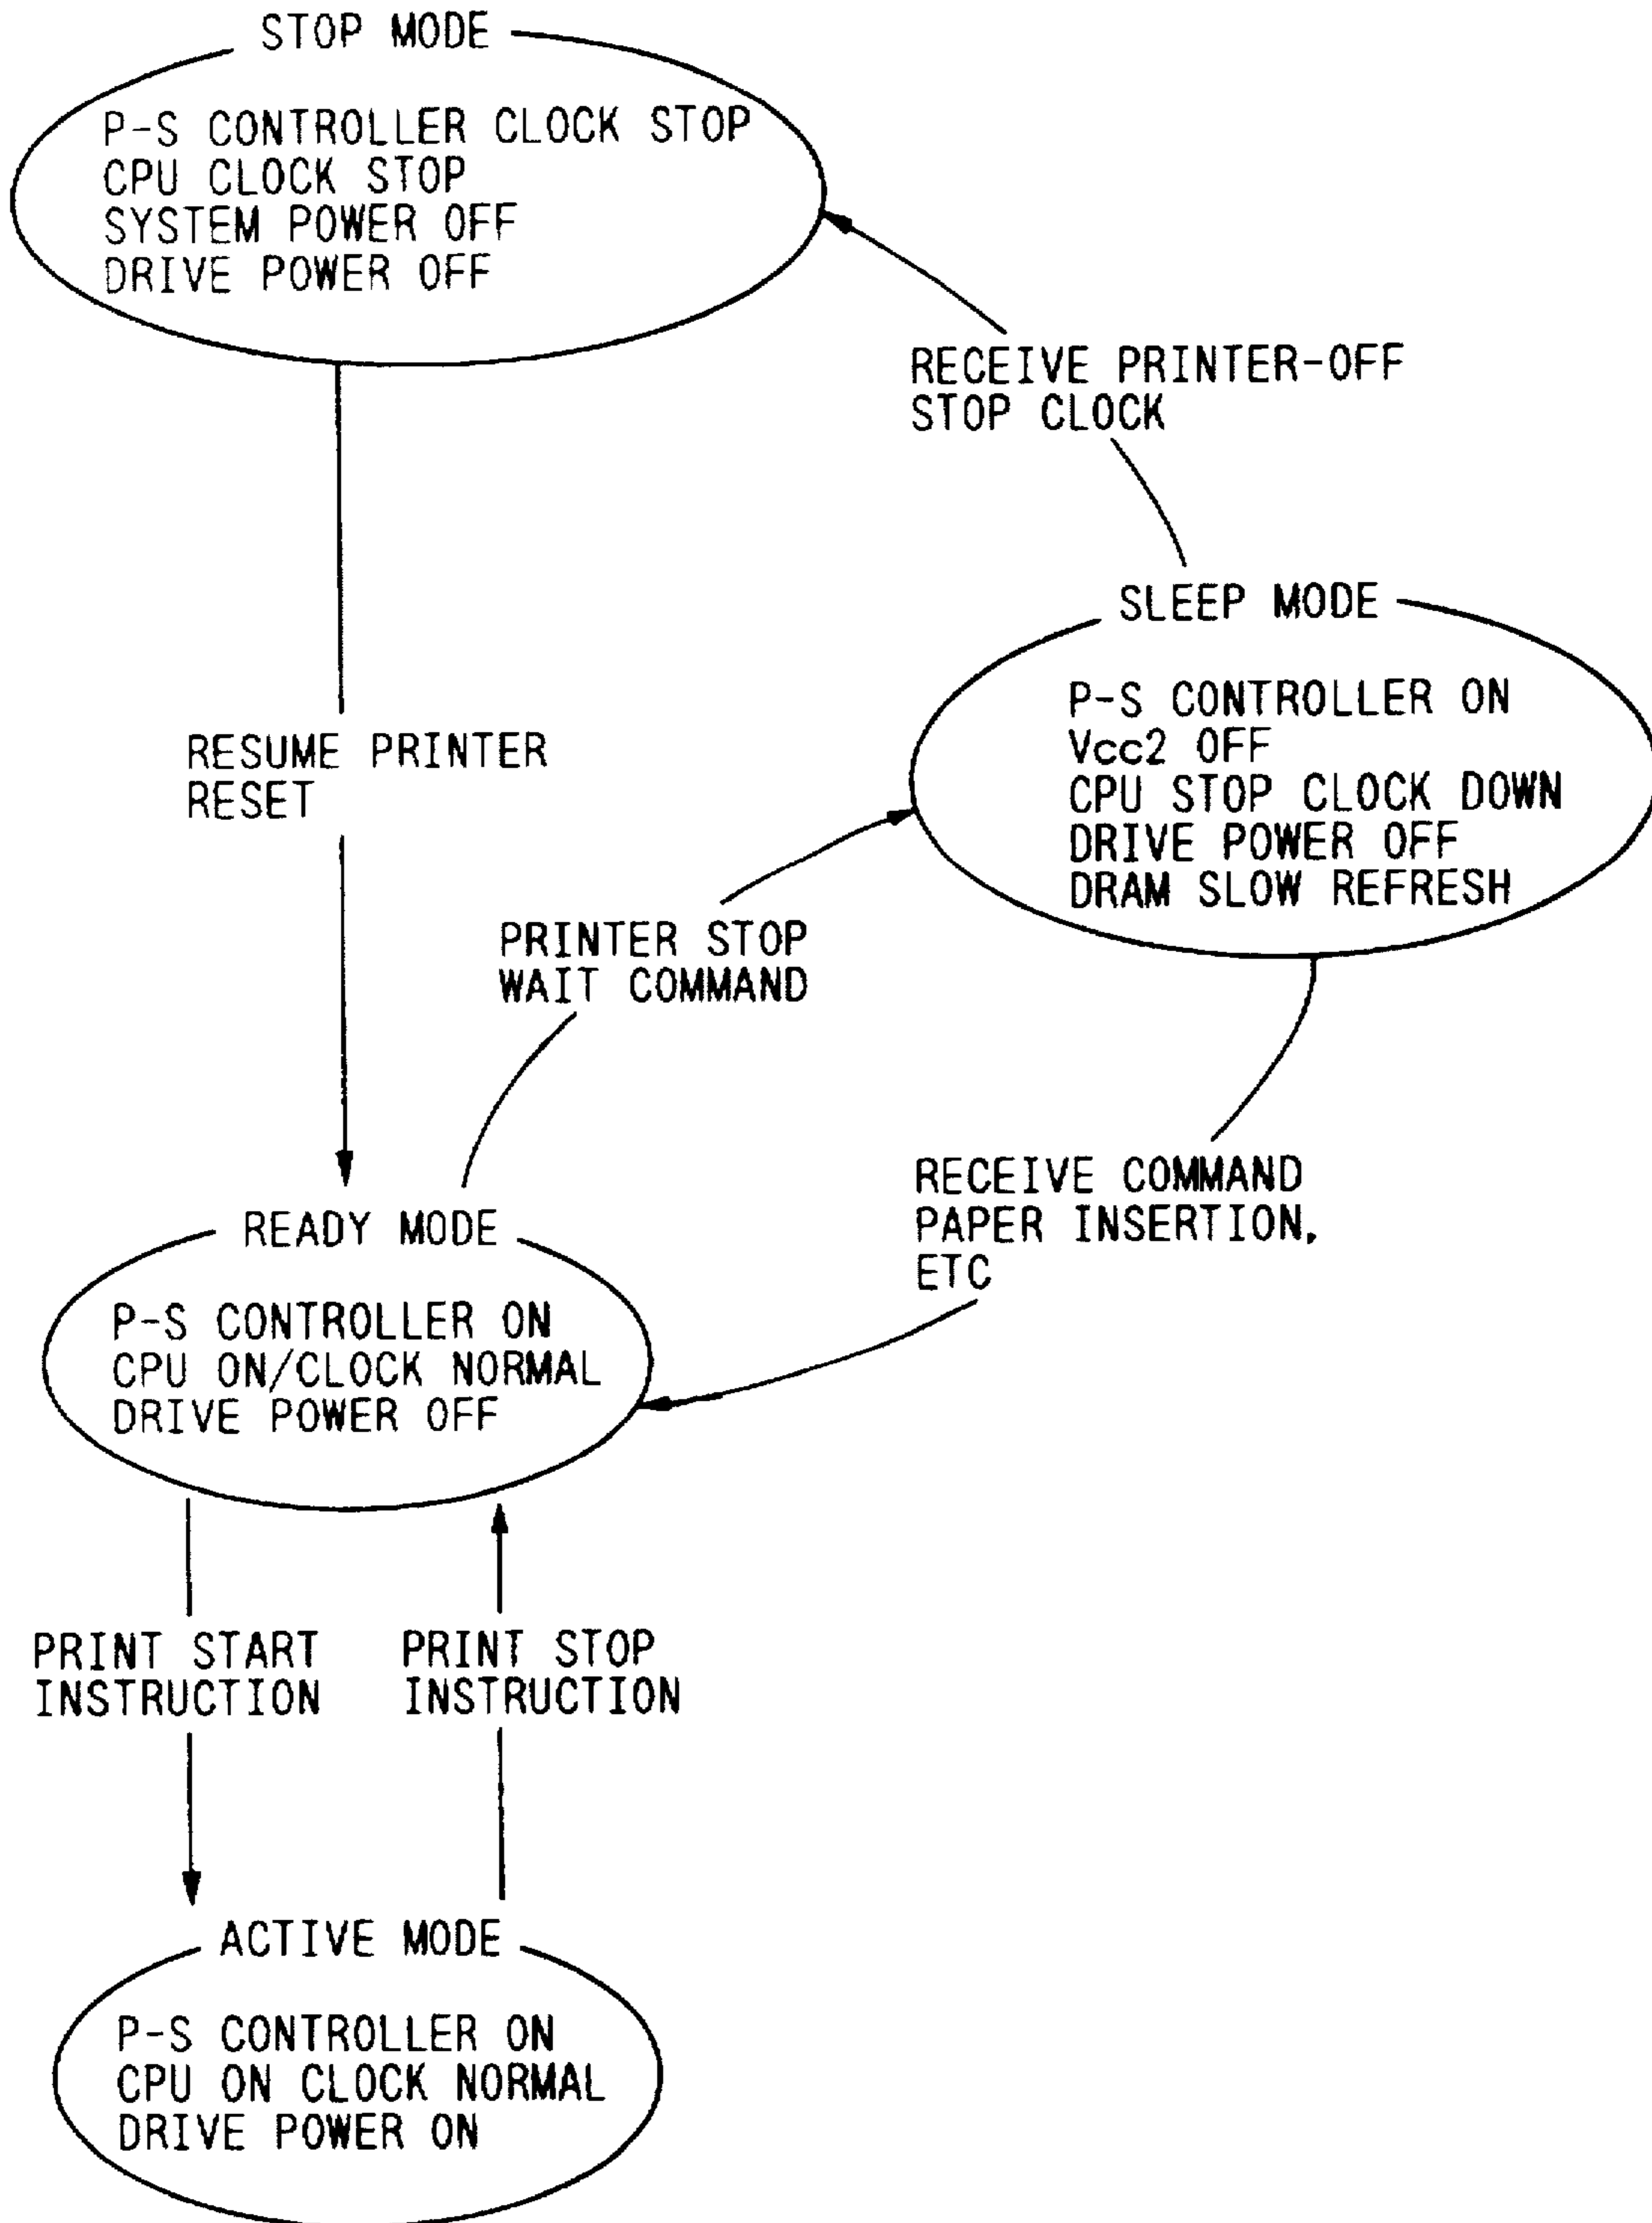 STOP MODE
P-S CONTROLLER CLOCK STOP
CPU CLOCK STOP
SYSTEM POWER OFF
DRIVE POWER OFF
RECEIVE PRINTER-OFF
STOP CLOCK
SLEEP MODE
P-S CONTROLLER ON
Vcc2 OFF
CPU STOP CLOCK DOWN
DRIVE POWER OFF
DRAM SLOW REFRESH
RESUME PRINTER
RESET
PRINTER STOP
WAIT COMMAND
RECEIVE COMMAND
PAPER INSERTION,
ETC
READY MODE
P-S CONTROLLER ON
CPU ON/CLOCK NORMAL
DRIVE POWER OFF
PRINT START
INSTRUCTION
PRINT STOP
INSTRUCTION
ACTIVE MODE
P-S CONTROLLER ON
CPU ON CLOCK NORMAL
DRIVE POWER ON